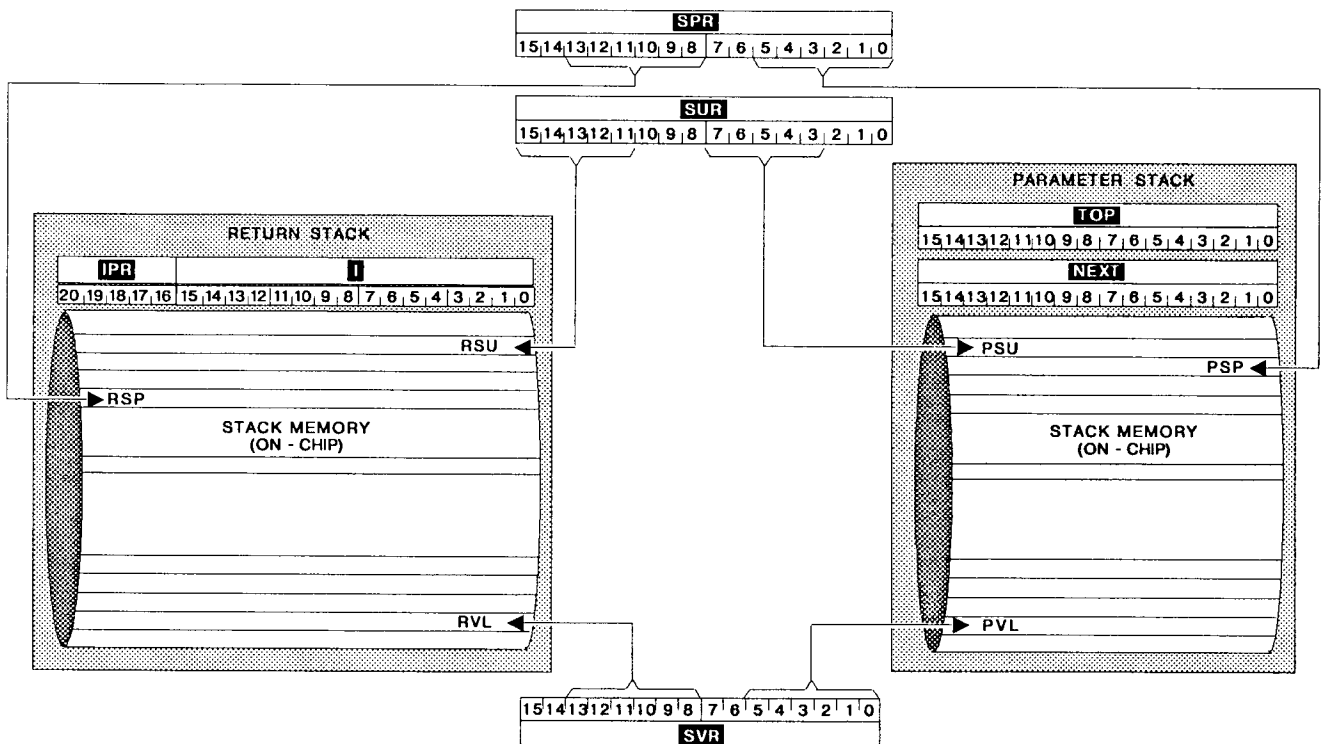 SPR
15 14 13 12 11 10 9 8 7 6 5 4 3 2 1 0
SUR
15 14 13 12 11 10 9 8 7 6 5 4 3 2 1 0
RETURN STACK
IPR I
20 19 18 17 16 15 14 13 12 11 10 9 8 7 6 5 4 3 2 1 0
RSU
RSP
STACK MEMORY
(ON - CHIP)
RVL
PARAMETER STACK
TOP
15 14 13 12 11 10 9 8 7 6 5 4 3 2 1 0
NEXT
15 14 13 12 11 10 9 8 7 6 5 4 3 2 1 0
PSU
PSP
STACK MEMORY
(ON - CHIP)
PVL
15 14 13 12 11 10 9 8 7 6 5 4 3 2 1 0
SVR